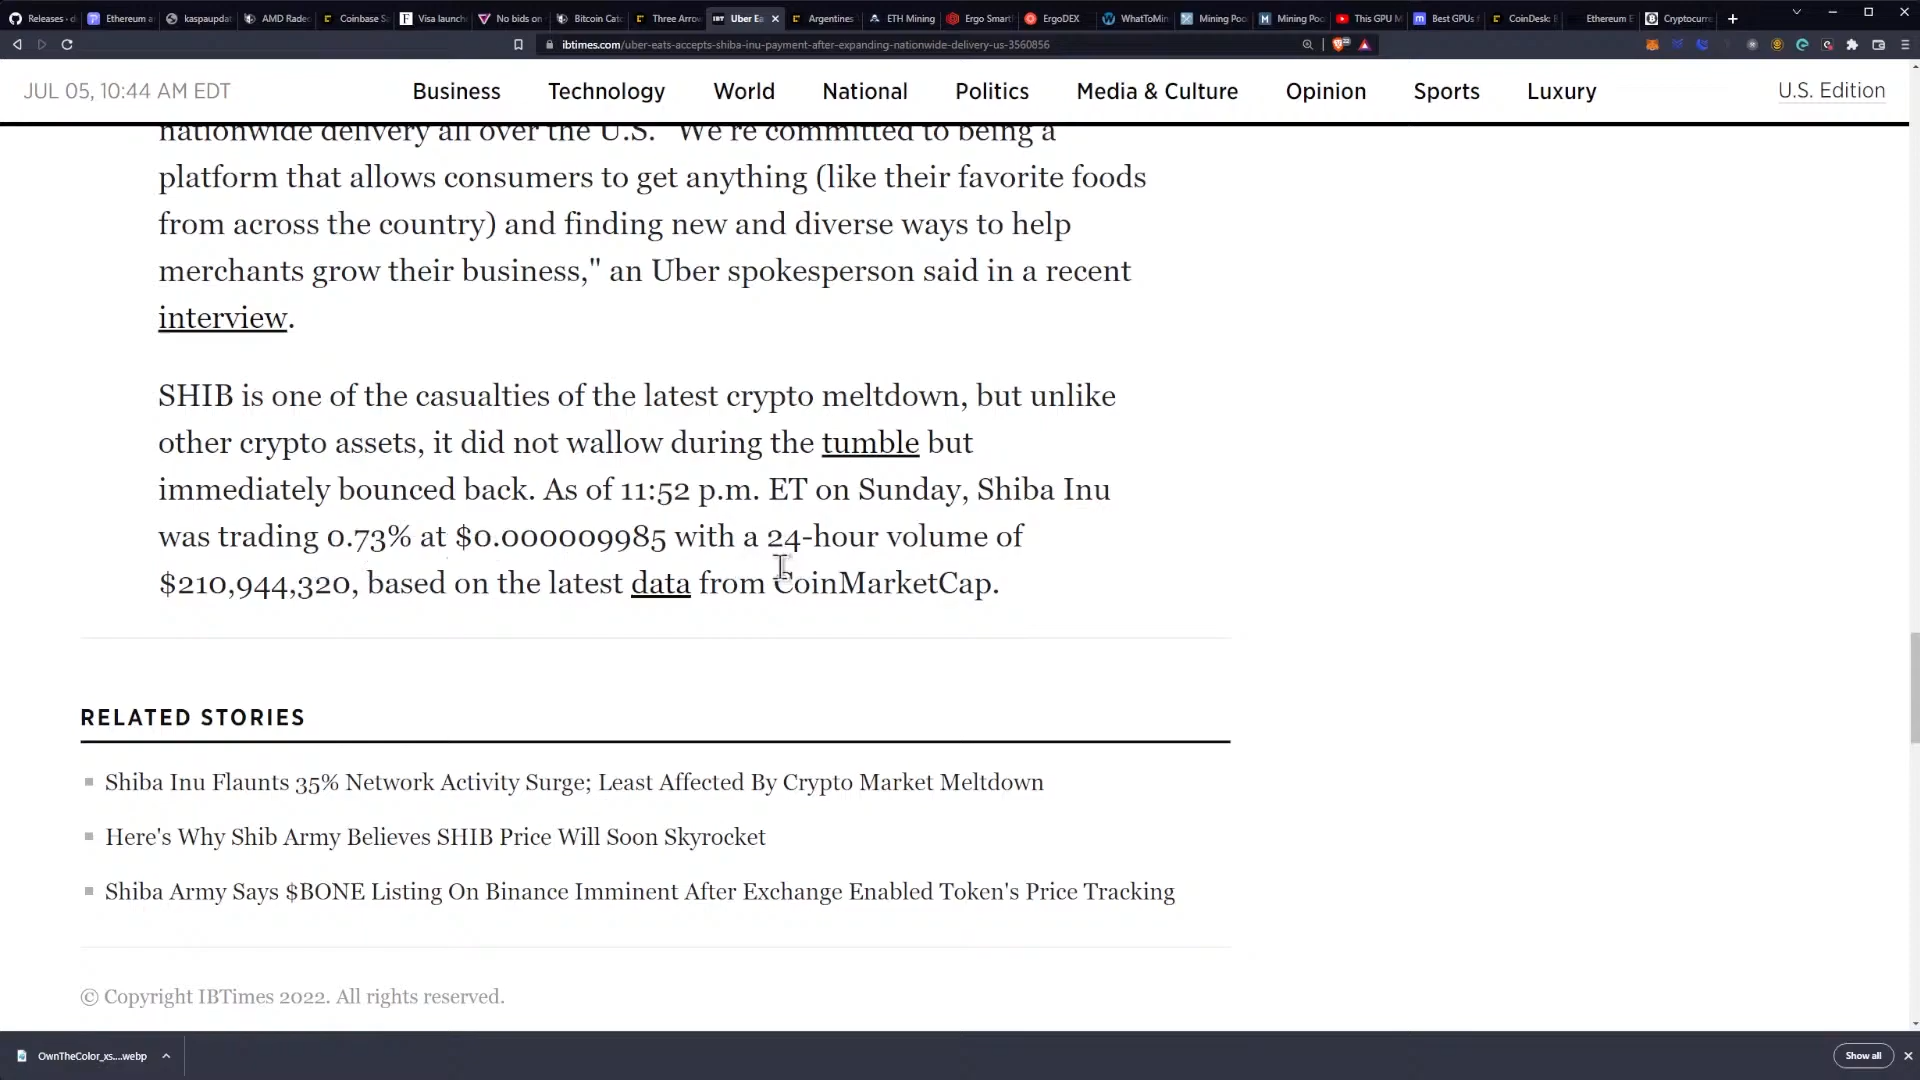 Releases · d
Ethereum a
kaspaupdat
AMD Rade
Coinbase S
Visa launch
No bids on
Bitcoin Cat
Three Arro
Uber Ea
Argentines
ETH Mining
Ergo Smart
ErgoDEX
WhatToMin
Mining Poo
Mining Poo
This GPU M
Best GPUs
CoinDesk: B
Ethereum E
Cryptocurr
ibtimes.com/uber-eats-accepts-shiba-inu-payment-after-expanding-nationwide-delivery-us-3560856
JUL 05, 10:44 AM EDT
Business
Technology
World
National
Politics
Media & Culture
Opinion
Sports
Luxury
U.S. Edition
nationwide delivery all over the U.S. "We're committed to being a
platform that allows consumers to get anything (like their favorite foods
from across the country) and finding new and diverse ways to help
merchants grow their business," an Uber spokesperson said in a recent
interview.
SHIB is one of the casualties of the latest crypto meltdown, but unlike
other crypto assets, it did not wallow during the tumble but
immediately bounced back. As of 11:52 p.m. ET on Sunday, Shiba Inu
was trading 0.73% at $0.000009985 with a 24-hour volume of
$210,944,320, based on the latest data from CoinMarketCap.
RELATED STORIES
Shiba Inu Flaunts 35% Network Activity Surge; Least Affected By Crypto Market Meltdown
Here's Why Shib Army Believes SHIB Price Will Soon Skyrocket
Shiba Army Says $BONE Listing On Binance Imminent After Exchange Enabled Token's Price Tracking
© Copyright IBTimes 2022. All rights reserved.
OwnTheColor_xs....webp
Show all